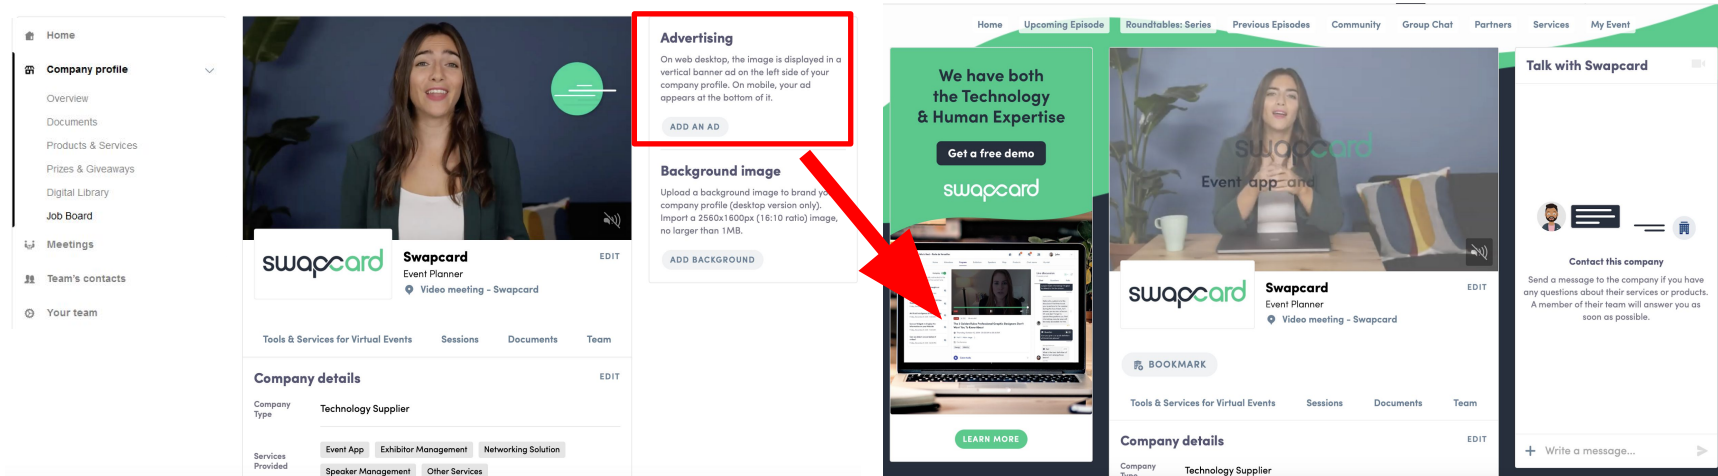 Home
Company profile
Overview
Documents
Products & Services
Prizes & Giveaways
Digital Library
Job Board
Meetings
Team's contacts
Your team
swapcard
Swapcard
Event Planner
Video meeting - Swapcard
EDIT
Tools & Services for Virtual Events
Sessions
Documents
Team
Company details
EDIT
Company
Type
Technology Supplier
Services
Provided
Event App
Exhibitor Management
Networking Solution
Speaker Management
Other Services
Advertising
On web desktop, the image is displayed in a
vertical banner ad on the left side of your
company profile. On mobile, your ad
appears at the bottom of it.
ADD AN AD
Background image
Upload a background image to brand
company profile (desktop version only).
Import a 2560x1600px (16:10 ratio) image,
no larger than 1MB.
ADD BACKGROUND
Home
Upcoming Episode
Roundtables: Series
Previous Episodes
Community
Group Chat
Partners
Services
My Event
We have both
the Technology
& Human Expertise
Get a free demo
swapcard
LEARN MORE
swapcard
Event app and
swapcard
Swapcard
Event Planner
Video meeting - Swapcard
EDIT
BOOKMARK
Tools & Services for Virtual Events
Sessions
Documents
Team
Company details
EDIT
Company
Type
Technology Supplier
Talk with Swapcard
Contact this company
Send a message to the company if you have
any questions about their services or products.
A member of their team will answer you as
soon as possible.
Write a message...